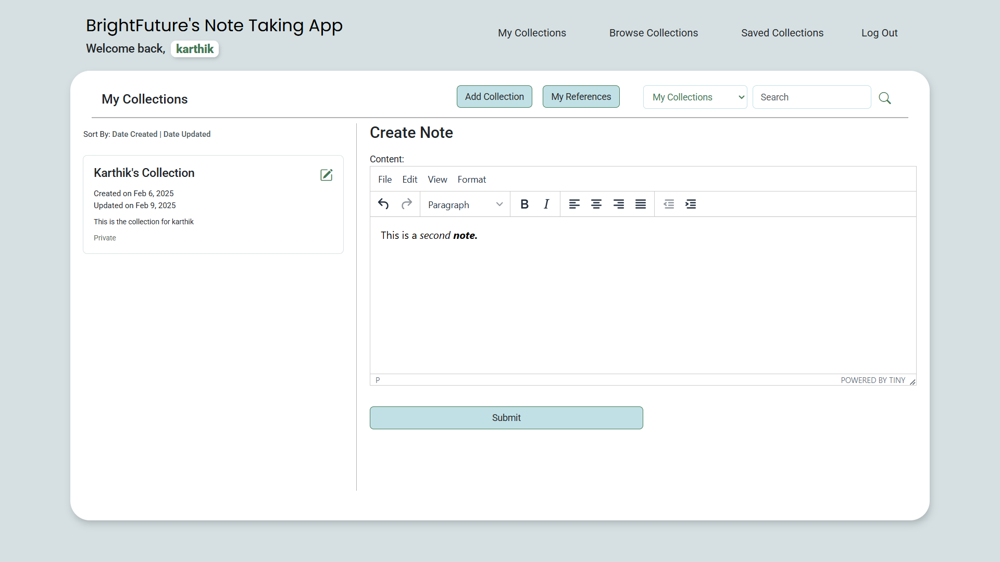 BrightFuture's Note Taking App
Welcome back, karthik
My Collections
Browse Collections
Saved Collections
Log Out
My Collections
Add Collection
My References
My Collections
Search
Sort By: Date Created | Date Updated
Karthik's Collection
Created on Feb 6, 2025
Updated on Feb 9, 2025
This is the collection for karthik
Private
Create Note
Content:
File Edit View Format
Paragraph B I
This is a second note.
P
POWERED BY TINY
Submit